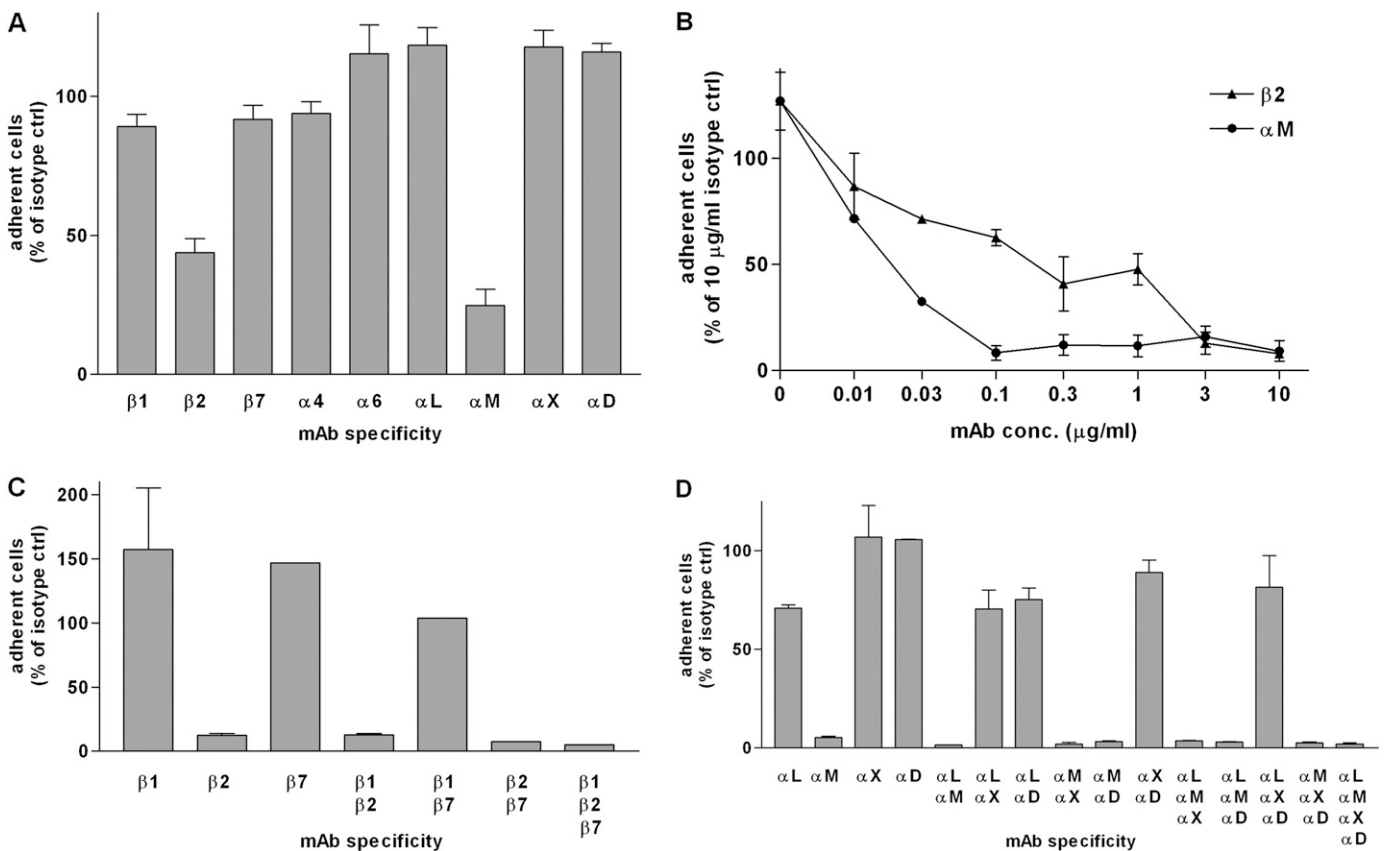 A
adherent cells
(% of isotype ctrl)
100
50
0
β1 β2 β7 α4 α6 αL αM αX αD
mAb specificity
B
adherent cells
(% of 10 μg/ml isotype ctrl)
100
50
0
β2
αM
0 0.01 0.03 0.1 0.3 1 3 10
mAb conc. (μg/ml)
C
adherent cells
(% of isotype ctrl)
200
150
100
50
0
β1 β2 β7 β1 β1 β2 β1
β2 β7 β7 β2
β7
mAb specificity
D
adherent cells
(% of isotype ctrl)
100
50
0
αL αM αX αD αL αL αL αM αM αX αL αL αL αM αL
αM αX αD αX αD αD αM αM αX αX αM
αX αD αD αD αX
αD
mAb specificity